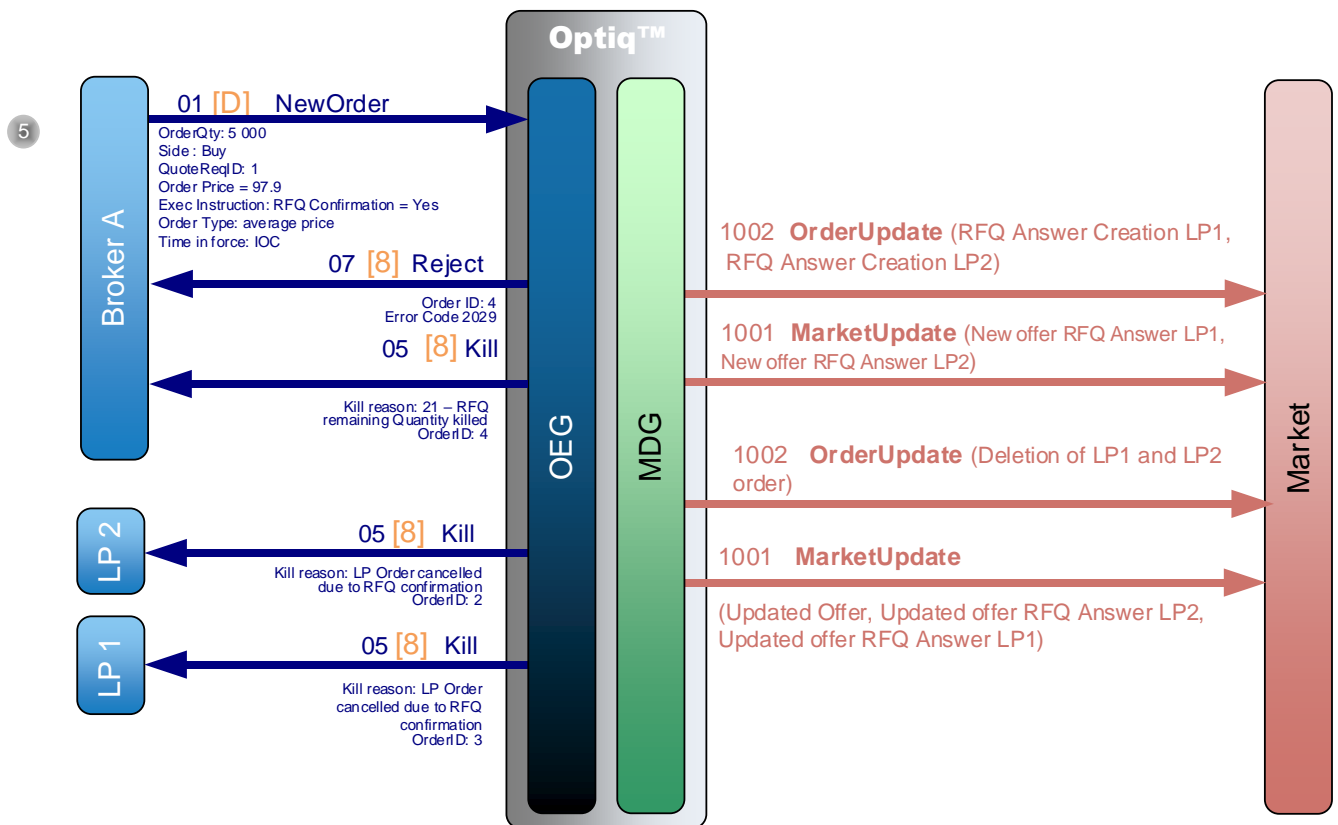 Optiq™
5
Broker A
01 [D] NewOrder
OrderQty: 5 000
Side : Buy
QuoteReqID: 1
Order Price = 97.9
Exec Instruction: RFQ Confirmation = Yes
Order Type: average price
Time in force: IOC
07 [8] Reject
Order ID: 4
Error Code 2029
05 [8] Kill
Kill reason: 21 – RFQ
remaining Quantity killed
OrderID: 4
LP 2
05 [8] Kill
Kill reason: LP Order cancelled
due to RFQ confirmation
OrderID: 2
LP 1
05 [8] Kill
Kill reason: LP Order
cancelled due to RFQ
confirmation
OrderID: 3
OEG
MDG
1002 OrderUpdate (RFQ Answer Creation LP1,
RFQ Answer Creation LP2)
1001 MarketUpdate (New offer RFQ Answer LP1,
New offer RFQ Answer LP2)
1002 OrderUpdate (Deletion of LP1 and LP2
order)
1001 MarketUpdate
(Updated Offer, Updated offer RFQ Answer LP2,
Updated offer RFQ Answer LP1)
Market